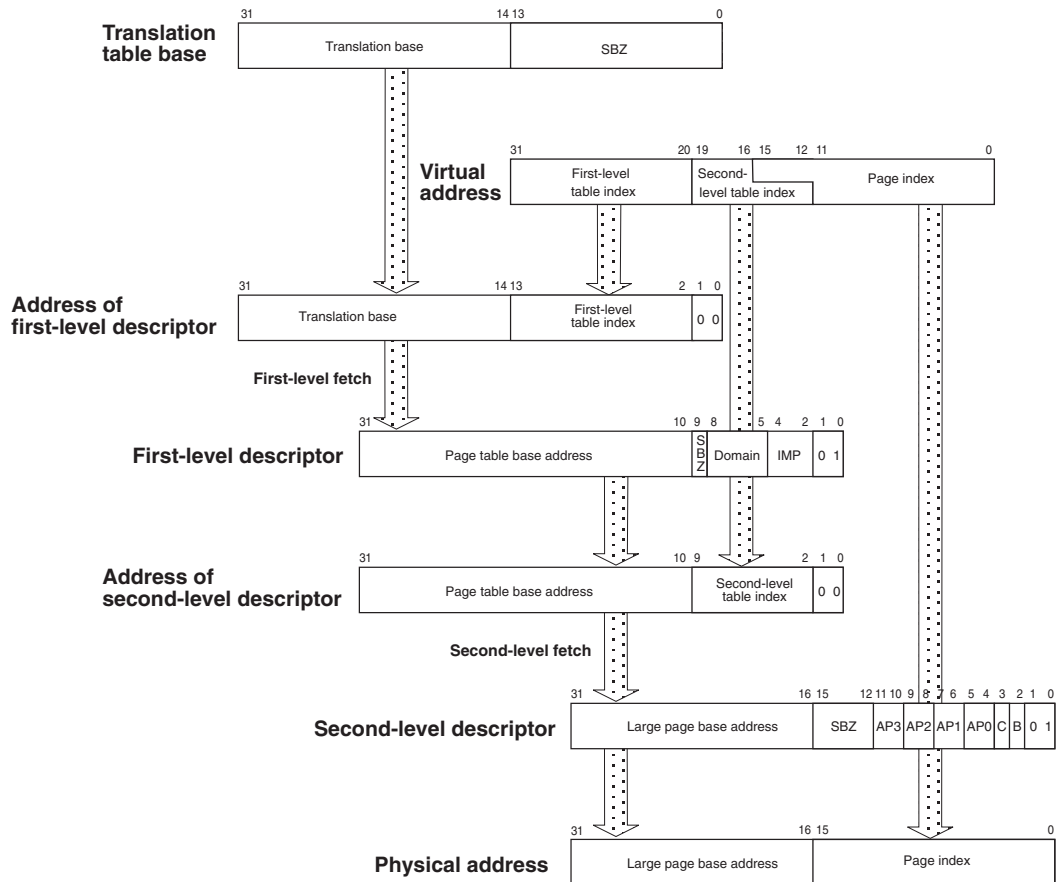 31 14 13 0
Translation
table base
Translation base SBZ
31 20 19 16 15 12 11 0
Virtual
address
First-level
table index
Second-
level table index
Page index
31 14 13 2 1 0
Address of
first-level descriptor
Translation base
First-level
table index
0 0
First-level fetch
31 10 9 8 5 4 2 1 0
First-level descriptor
Page table base address
S
B
Z
Domain IMP 0 1
31 10 9 2 1 0
Address of
second-level descriptor
Page table base address
Second-level
table index
0 0
Second-level fetch
31 16 15 12 11 10 9 8 7 6 5 4 3 2 1 0
Second-level descriptor
Large page base address SBZ AP3 AP2 AP1 AP0 C B 0 1
31 16 15 0
Physical address
Large page base address Page index